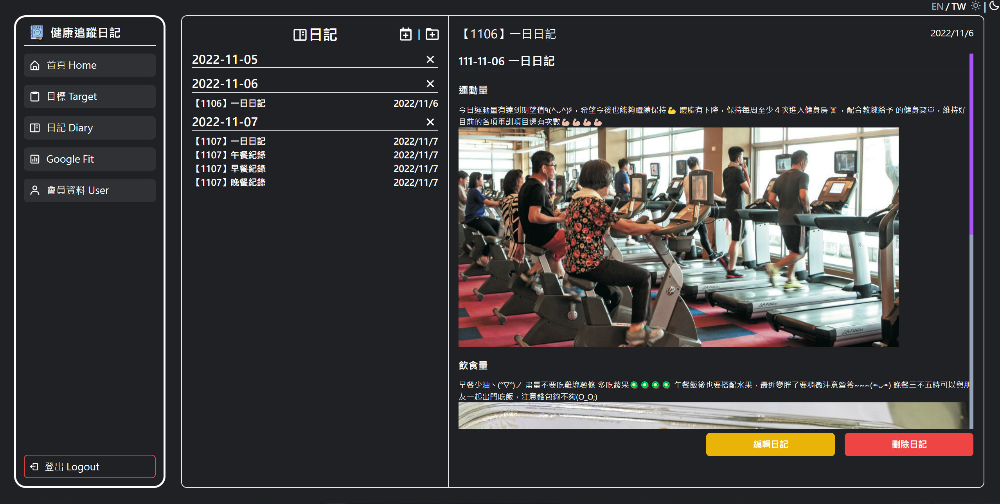 EN / TW |
健康追蹤日記
首頁 Home
目標 Target
日記 Diary
Google Fit
會員資料 User
登出 Logout
日記 |
2022-11-05
2022-11-06
【1106】一日日記 2022/11/6
2022-11-07
【1107】一日日記 2022/11/7
【1107】午餐紀錄 2022/11/7
【1107】早餐紀錄 2022/11/7
【1107】晚餐紀錄 2022/11/7
【1106】一日日記 2022/11/6
111-11-06 一日日記
運動量
今日運動量有達到期望值٩(^ᴗ^)۶，希望今後也能夠繼續保持💪 體脂有下降，保持每周至少４次進入健身房🏋，配合教練給予 的健身菜單，維持好
目前的各項重訓項目還有次數💪🏻💪🏻💪🏻💪🏻
Life Fitness
Life Fitness
Life Fitness
飲食量
早餐少油ヽ(°▽°)ノ 盡量不要吃雞塊薯條 多吃蔬果🥝🥝🥝🥝 午餐飯後也要搭配水果，最近變胖了要稍微注意營養~~~(≖ᴗ≖) 晚餐三不五時可以與朋
友一起出門吃飯，注意錢包夠不夠(O_O;)
編輯日記
刪除日記